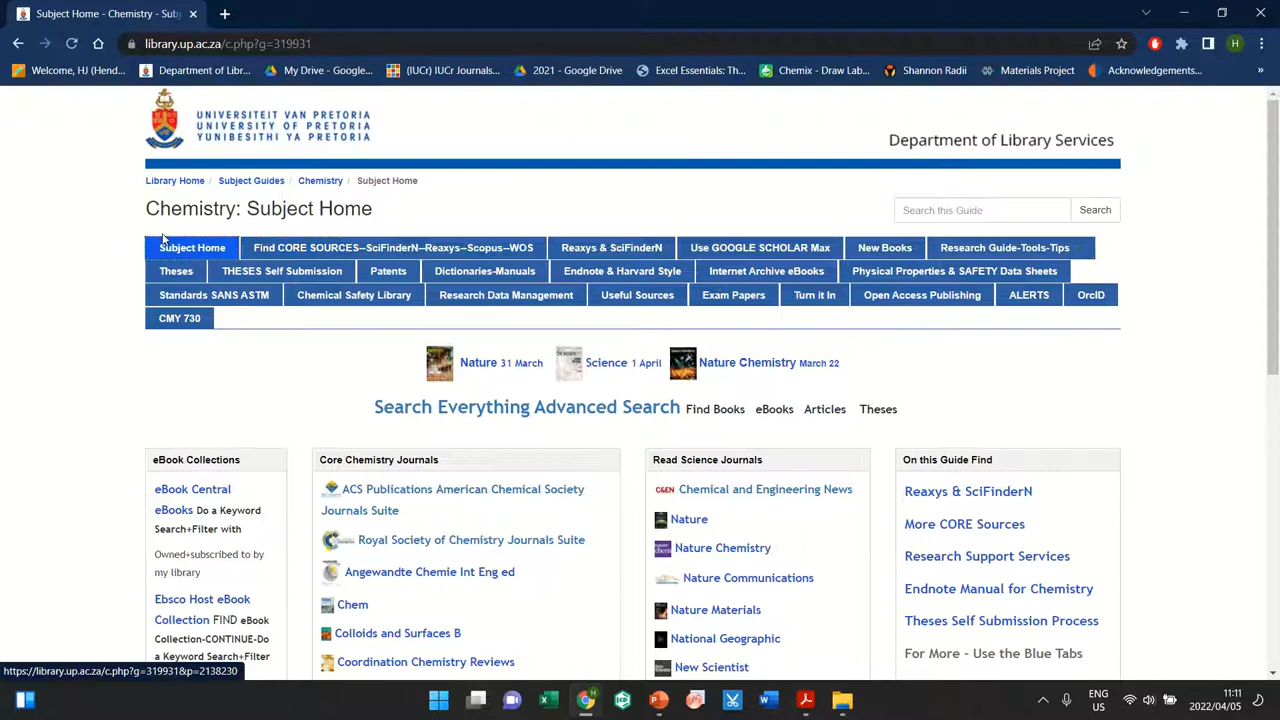 Subject Home - Chemistry - Subje
library.up.ac.za/c.php?g=319931
H
Welcome, HJ (Hend...
Department of Libr...
My Drive - Google...
(IUCr) IUCr Journals...
2021 - Google Drive
Excel Essentials: Th...
Chemix - Draw Lab...
Shannon Radii
Materials Project
Acknowledgements...
UNIVERSITEIT VAN PRETORIA
UNIVERSITY OF PRETORIA
YUNIBESITHI YA PRETORIA
Department of Library Services
Library Home / Subject Guides / Chemistry / Subject Home
Chemistry: Subject Home
Search this Guide
Search
Subject Home
Find CORE SOURCES--SciFinderN--Reaxys--Scopus--WOS
Reaxys & SciFinderN
Use GOOGLE SCHOLAR Max
New Books
Research Guide-Tools-Tips
Theses
THESES Self Submission
Patents
Dictionaries-Manuals
Endnote & Harvard Style
Internet Archive eBooks
Physical Properties & SAFETY Data Sheets
Standards SANS ASTM
Chemical Safety Library
Research Data Management
Useful Sources
Exam Papers
Turn it In
Open Access Publishing
ALERTS
OrcID
CMY 730
Nature 31 March
Science 1 April
Nature Chemistry March 22
Search Everything Advanced Search Find Books eBooks Articles Theses
eBook Collections
eBook Central
eBooks Do a Keyword
Search+Filter with
Owned+subscribed to by
my library
Ebsco Host eBook
Collection FIND eBook
Collection-CONTINUE-Do
a Keyword Search+Filter
Core Chemistry Journals
ACS Publications American Chemical Society
Journals Suite
Royal Society of Chemistry Journals Suite
Angewandte Chemie Int Eng ed
Chem
Colloids and Surfaces B
Coordination Chemistry Reviews
Read Science Journals
C&EN Chemical and Engineering News
Nature
Nature Chemistry
Nature Communications
Nature Materials
National Geographic
New Scientist
On this Guide Find
Reaxys & SciFinderN
More CORE Sources
Research Support Services
Endnote Manual for Chemistry
Theses Self Submission Process
For More - Use the Blue Tabs
https://library.up.ac.za/c.php?g=319931&p=2138230
ENG
US
11:11
2022/04/05